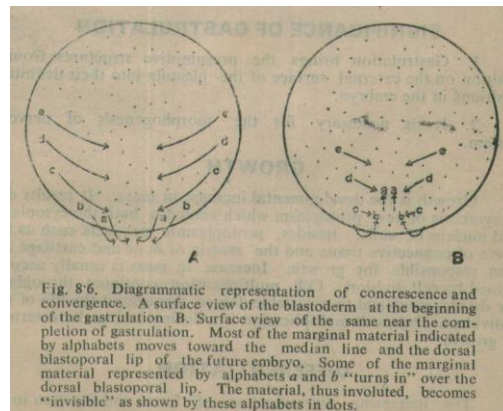 e e
d d
c c
b b
a a
A
e e
d a a d
c b b c
B
Fig. 8·6. Diagrammatic representation of concrescence and
convergence. A surface view of the blastoderm at the beginning
of the gastrulation B. Surface view of the same near the com-
pletion of gastrulation. Most of the marginal material indicated
by alphabets moves toward the median line and the dorsal
blastoporal lip of the future embryo. Some of the marginal
material represented by alphabets a and b “turns in” over the
dorsal blastoporal lip. The material, thus involuted, becomes
“invisible” as shown by these alphabets in dots.